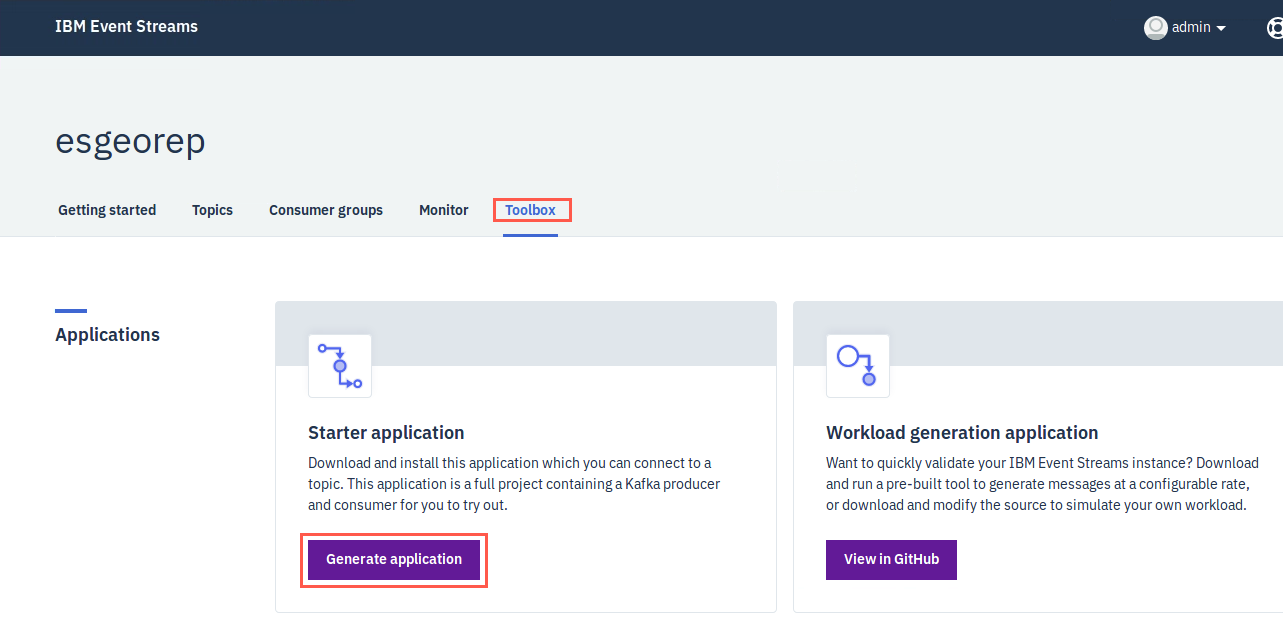 IBM Event Streams
admin
esgeorep
Getting started Topics Consumer groups Monitor Toolbox
Applications
Starter application
Download and install this application which you can connect to a
topic. This application is a full project containing a Kafka producer
and consumer for you to try out.
Generate application
Workload generation application
Want to quickly validate your IBM Event Streams instance? Download
and run a pre-built tool to generate messages at a configurable rate,
or download and modify the source to simulate your own workload.
View in GitHub